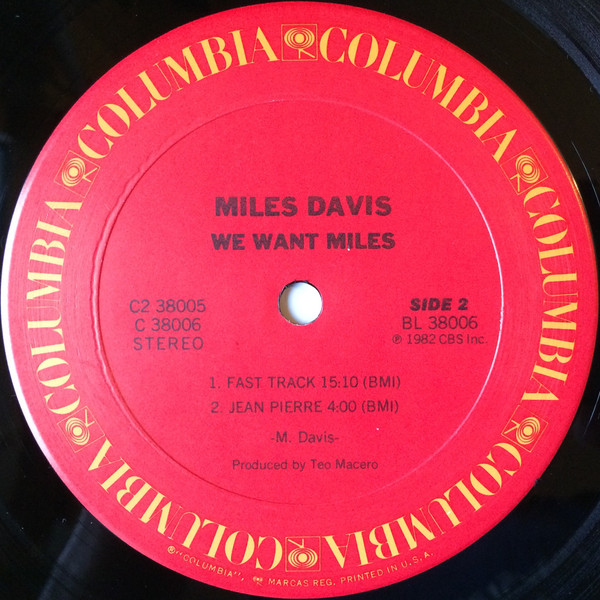 COLUMBIA COLUMBIA COLUMBIA COLUMBIA COLUMBIA COLUMBIA COLUMBIA COLUMBIA
MILES DAVIS
WE WANT MILES
C2 38005
C 38006
STEREO
SIDE 2
BL 38006
℗ 1982 CBS Inc.
1. FAST TRACK 15:10 (BMI)
2. JEAN PIERRE 4:00 (BMI)
-M. Davis-
Produced by Teo Macero
®"COLUMBIA", MARCAS REG. PRINTED IN U.S.A.